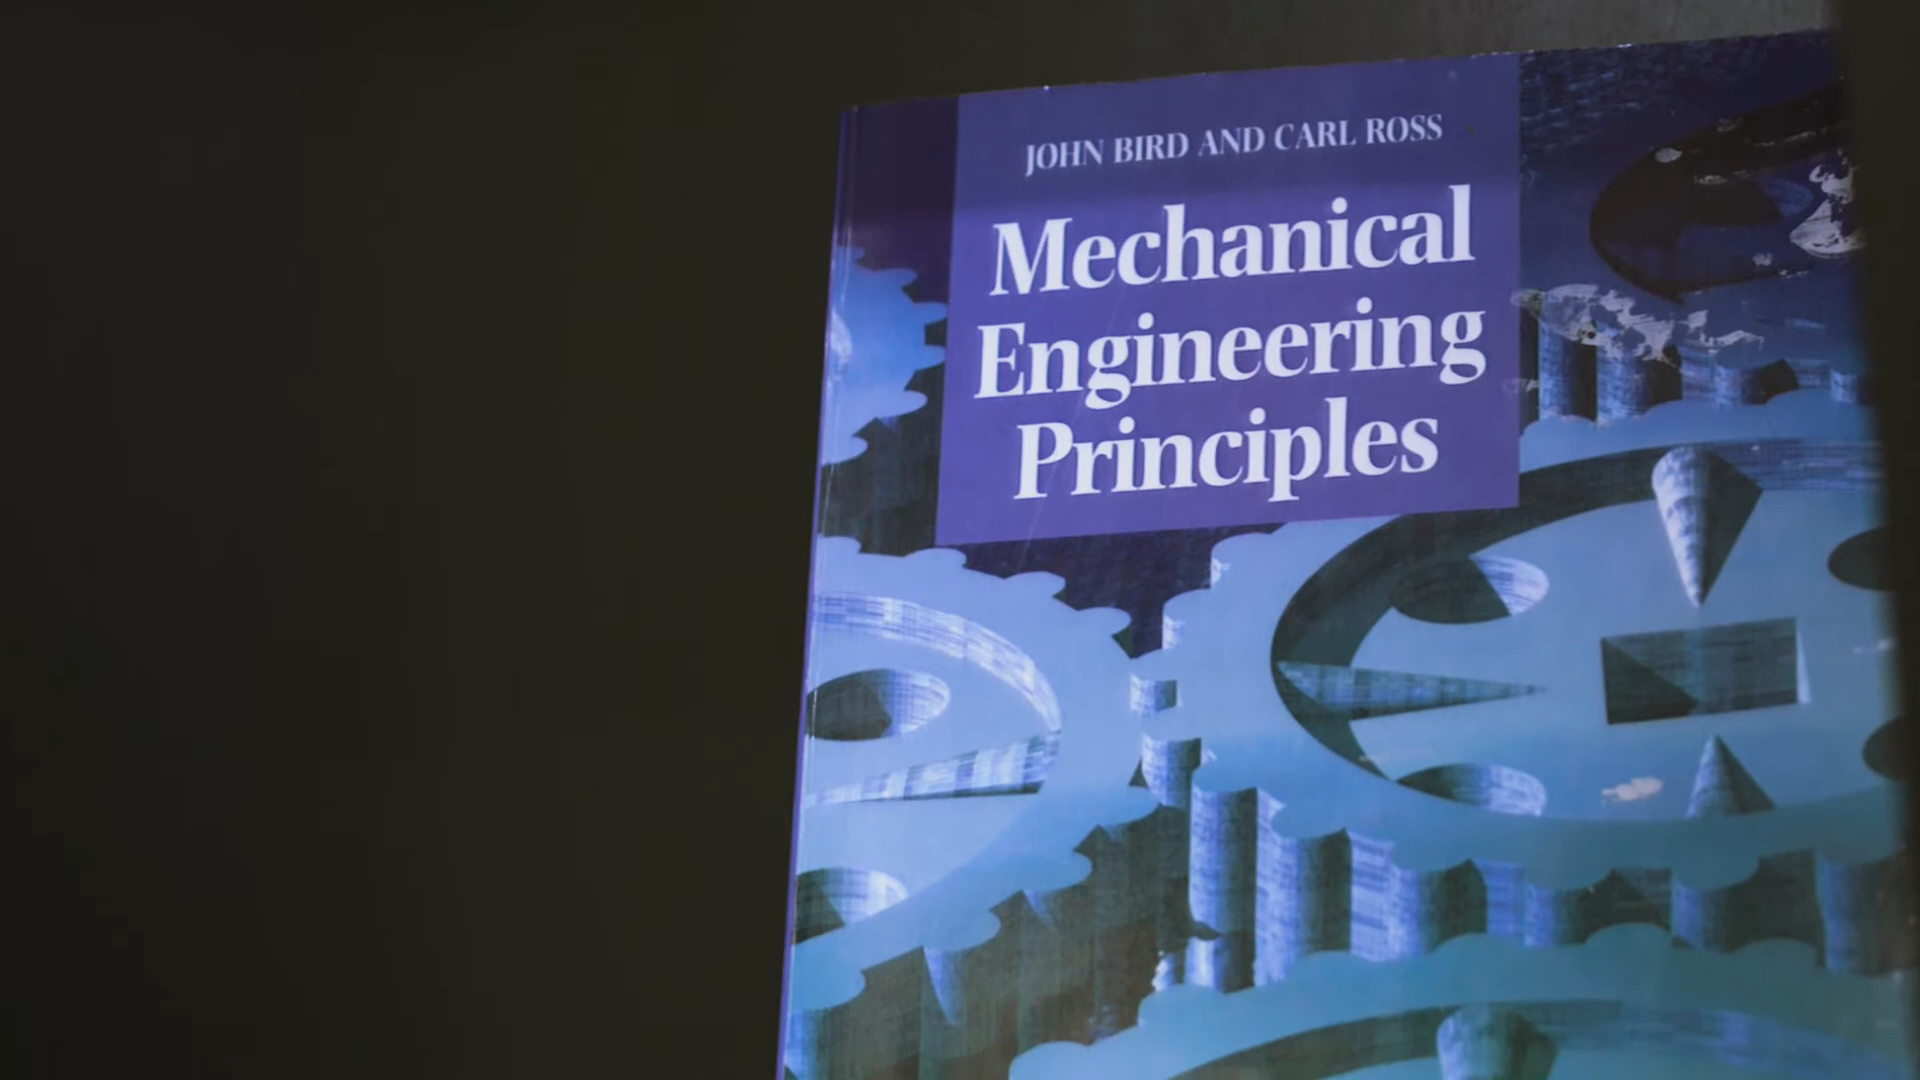 JOHN BIRD AND CARL ROSS
Mechanical
Engineering
Principles